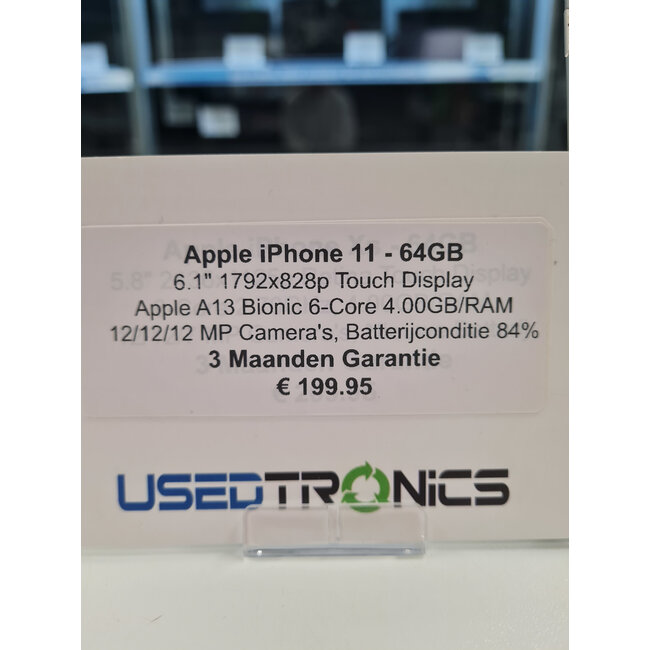 Apple iPhone 11 - 64GB
6.1" 1792x828p Touch Display
Apple A13 Bionic 6-Core 4.00GB/RAM
12/12/12 MP Camera's, Batterijconditie 84%
3 Maanden Garantie
€ 199.95
USEDTRONiCS